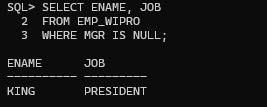 SQL> SELECT ENAME, JOB
  2  FROM EMP_WIPRO
  3  WHERE MGR IS NULL;

ENAME      JOB
---------- ---------
KING       PRESIDENT